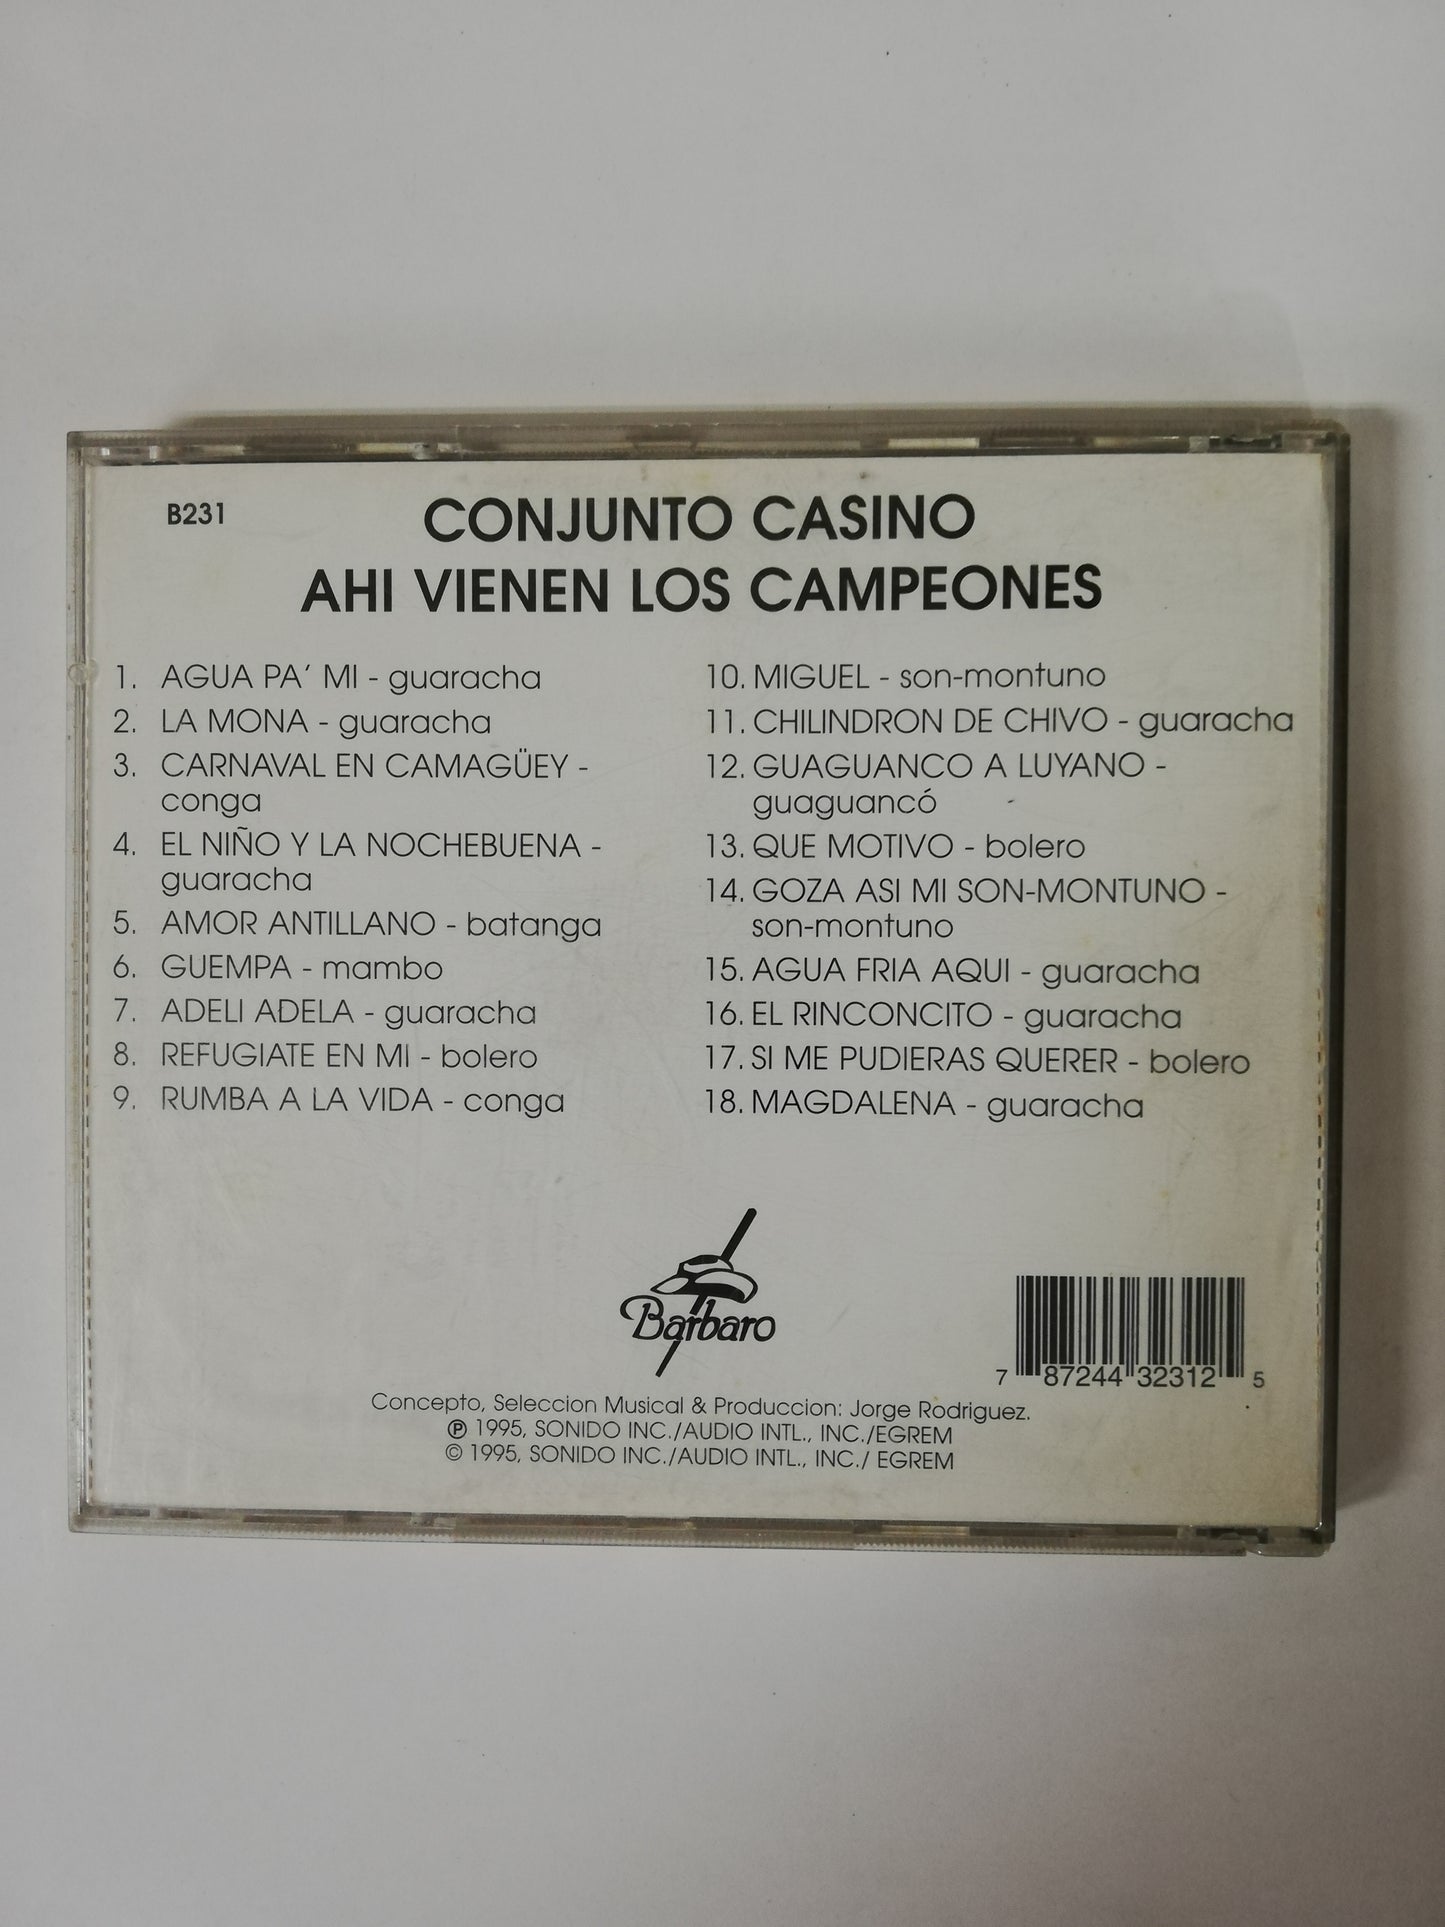 B231
CONJUNTO CASINO
AHI VIENEN LOS CAMPEONES
1. AGUA PA' MI - guaracha
2. LA MONA - guaracha
3. CARNAVAL EN CAMAGÜEY -
conga
4. EL NIÑO Y LA NOCHEBUENA -
guaracha
5. AMOR ANTILLANO - batanga
6. GUEMPA - mambo
7. ADELI ADELA - guaracha
8. REFUGIATE EN MI - bolero
9. RUMBA A LA VIDA - conga
10. MIGUEL - son-montuno
11. CHILINDRON DE CHIVO - guaracha
12. GUAGUANCO A LUYANO -
guaguancó
13. QUE MOTIVO - bolero
14. GOZA ASI MI SON-MONTUNO -
son-montuno
15. AGUA FRIA AQUI - guaracha
16. EL RINCONCITO - guaracha
17. SI ME PUDIERAS QUERER - bolero
18. MAGDALENA - guaracha
Barbaro
7 87244 32312 5
Concepto, Seleccion Musical & Produccion: Jorge Rodriguez.
℗ 1995, SONIDO INC./AUDIO INTL., INC./EGREM
© 1995, SONIDO INC./AUDIO INTL., INC./ EGREM